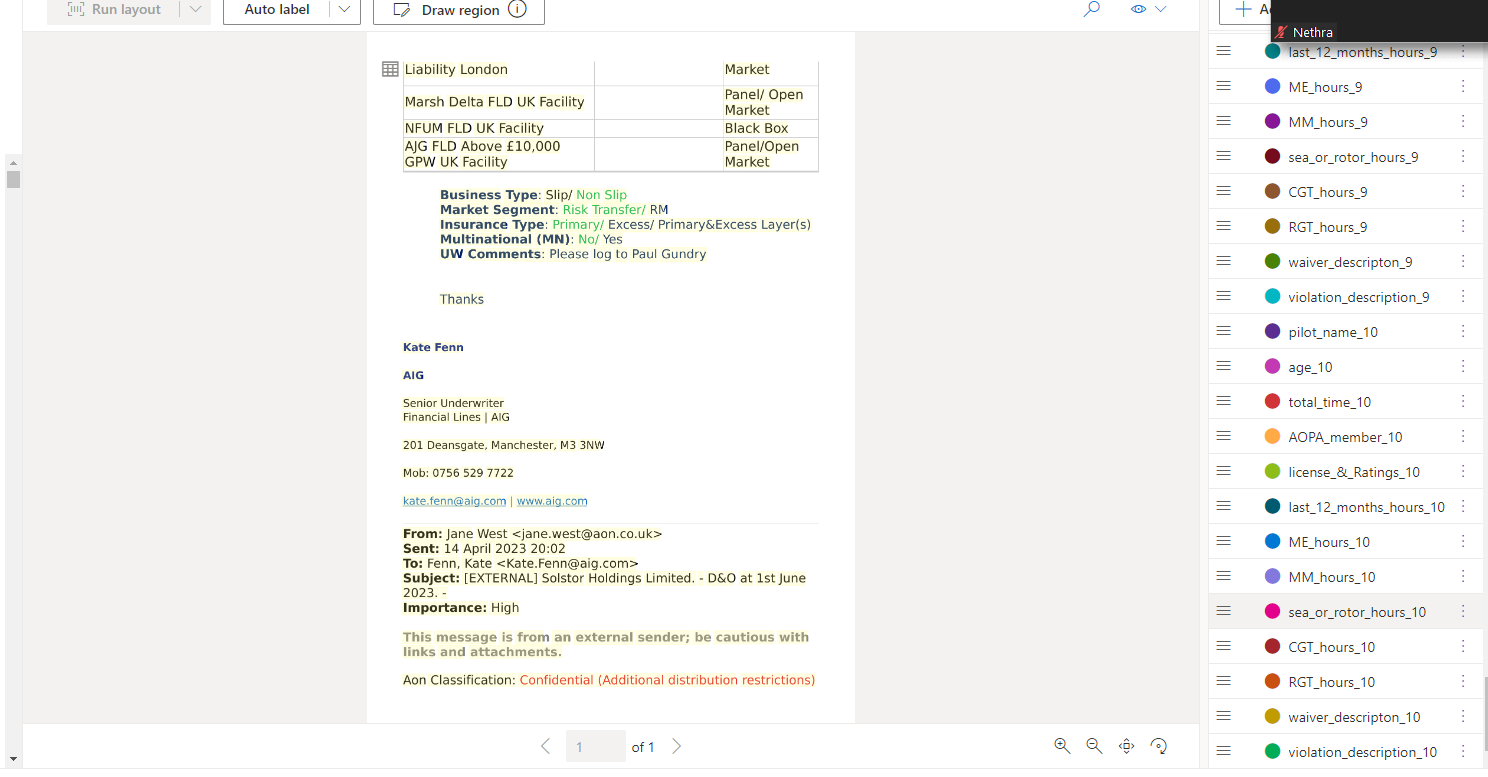 Run layout
Auto label
Draw region
Nethra
Liability London Market
Marsh Delta FLD UK Facility Panel/ Open
Market
NFUM FLD UK Facility Black Box
AJG FLD Above £10,000 Panel/Open
GPW UK Facility Market
Business Type: Slip/ Non Slip
Market Segment: Risk Transfer/ RM
Insurance Type: Primary/ Excess/ Primary&Excess Layer(s)
Multinational (MN): No/ Yes
UW Comments: Please log to Paul Gundry
Thanks
Kate Fenn
AIG
Senior Underwriter
Financial Lines | AIG
201 Deansgate, Manchester, M3 3NW
Mob: 0756 529 7722
kate.fenn@aig.com | www.aig.com
From: Jane West <jane.west@aon.co.uk>
Sent: 14 April 2023 20:02
To: Fenn, Kate <Kate.Fenn@aig.com>
Subject: [EXTERNAL] Solstor Holdings Limited. - D&O at 1st June
2023. -
Importance: High
This message is from an external sender; be cautious with
links and attachments.
Aon Classification: Confidential (Additional distribution restrictions)
1 of 1
last_12_months_hours_9
ME_hours_9
MM_hours_9
sea_or_rotor_hours_9
CGT_hours_9
RGT_hours_9
waiver_descripton_9
violation_description_9
pilot_name_10
age_10
total_time_10
AOPA_member_10
license_&_Ratings_10
last_12_months_hours_10
ME_hours_10
MM_hours_10
sea_or_rotor_hours_10
CGT_hours_10
RGT_hours_10
waiver_descripton_10
violation_description_10